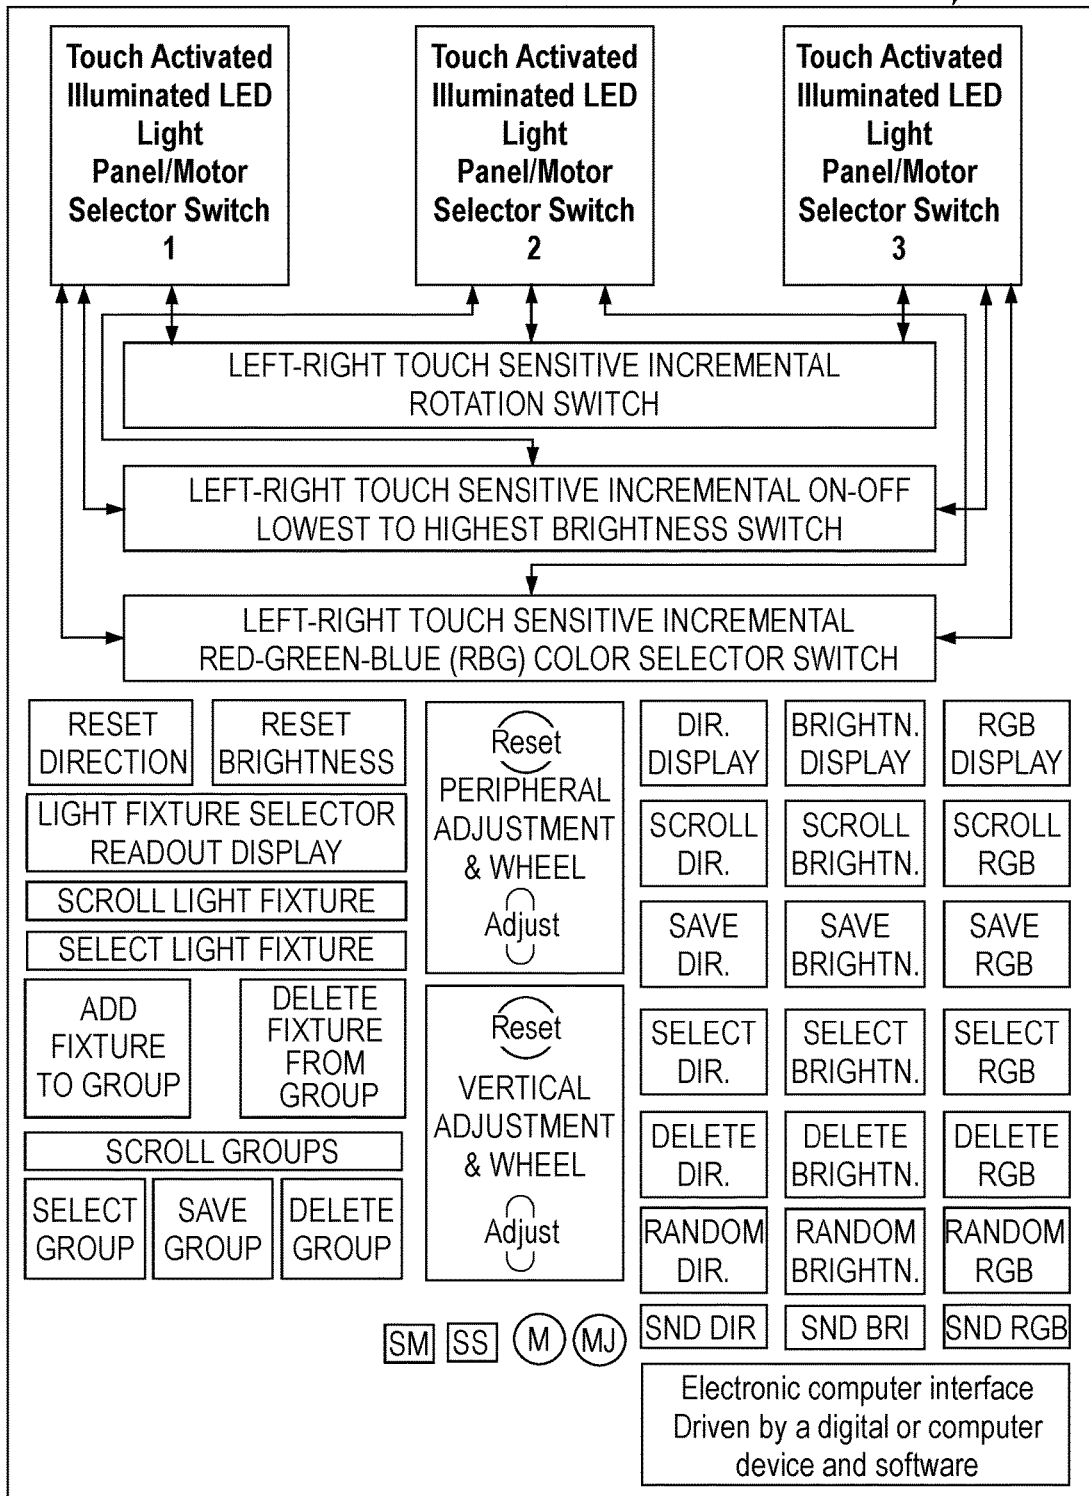 Touch Activated
Illuminated LED
Light
Panel/Motor
Selector Switch
1
Touch Activated
Illuminated LED
Light
Panel/Motor
Selector Switch
2
Touch Activated
Illuminated LED
Light
Panel/Motor
Selector Switch
3
LEFT-RIGHT TOUCH SENSITIVE INCREMENTAL
ROTATION SWITCH
LEFT-RIGHT TOUCH SENSITIVE INCREMENTAL ON-OFF
LOWEST TO HIGHEST BRIGHTNESS SWITCH
LEFT-RIGHT TOUCH SENSITIVE INCREMENTAL
RED-GREEN-BLUE (RBG) COLOR SELECTOR SWITCH
RESET
DIRECTION
RESET
BRIGHTNESS
LIGHT FIXTURE SELECTOR
READOUT DISPLAY
SCROLL LIGHT FIXTURE
SELECT LIGHT FIXTURE
ADD
FIXTURE
TO GROUP
DELETE
FIXTURE
FROM
GROUP
SCROLL GROUPS
SELECT
GROUP
SAVE
GROUP
DELETE
GROUP
Reset
PERIPHERAL
ADJUSTMENT
& WHEEL
Adjust
Reset
VERTICAL
ADJUSTMENT
& WHEEL
Adjust
DIR.
DISPLAY
BRIGHTN.
DISPLAY
RGB
DISPLAY
SCROLL
DIR.
SCROLL
BRIGHTN.
SCROLL
RGB
SAVE
DIR.
SAVE
BRIGHTN.
SAVE
RGB
SELECT
DIR.
SELECT
BRIGHTN.
SELECT
RGB
DELETE
DIR.
DELETE
BRIGHTN.
DELETE
RGB
RANDOM
DIR.
RANDOM
BRIGHTN.
RANDOM
RGB
SM
SS
M
MJ
SND DIR
SND BRI
SND RGB
Electronic computer interface
Driven by a digital or computer
device and software